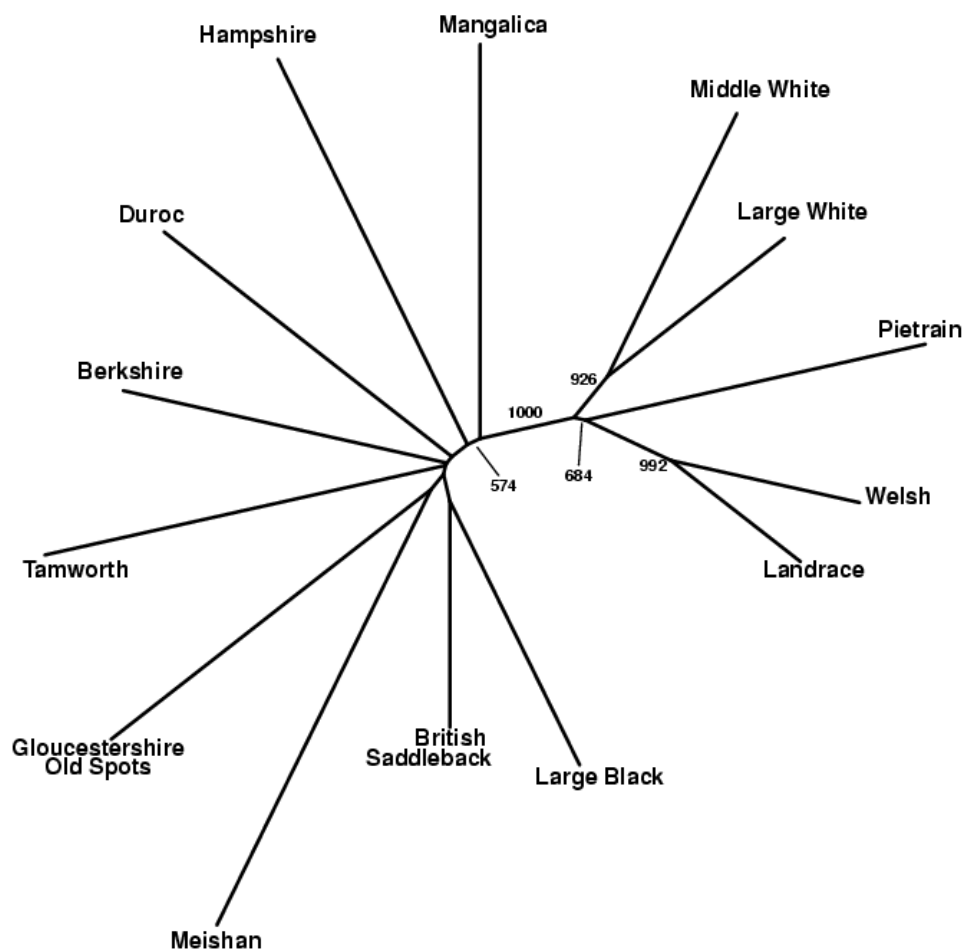 Mangalica
Hampshire
Middle White
Large White
Duroc
Pietrain
Berkshire
926
1000
992
684
574
Welsh
Tamworth
Landrace
Gloucestershire
Old Spots
British
Saddleback
Large Black
Meishan